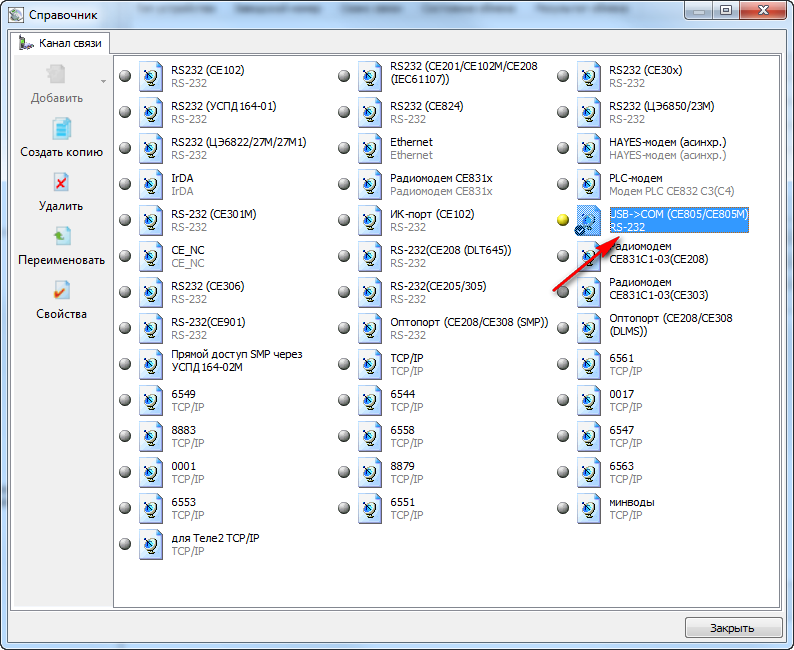 Справочник
Канал связи
Добавить
Создать копию
Удалить
Переименовать
Свойства
RS232 (CE102)
RS-232
RS232 (CE201/CE102M/CE208
(IEC61107))
RS232 (CE30x)
RS-232
RS232 (УСПД164-01)
RS-232
RS232 (CE824)
RS-232
RS232 (ЦЭ6850/23М)
RS-232
RS232 (ЦЭ6822/27М/27М1)
RS-232
Ethernet
Ethernet
HAYES-модем (асинхр.)
HAYES-модем (асинхр.)
IrDA
IrDA
Радиомодем CE831x
Радиомодем CE831x
PLC-модем
Модем PLC CE832 C3(C4)
RS-232 (CE301M)
RS-232
ИК-порт (CE102)
RS-232
USB->COM (CE805/CE805M)
RS-232
CE_NC
CE_NC
RS-232(CE208 (DLT645))
RS-232
Радиомодем
CE831C1-03(CE208)
RS232 (CE306)
RS-232
RS-232(CE205/305)
RS-232
Радиомодем
CE831C1-03(CE303)
RS-232(CE901)
RS-232
Оптопорт (CE208/CE308 (SMP))
RS-232
Оптопорт (CE208/CE308
(DLMS))
Прямой доступ SMP через
УСПД164-02М
TCP/IP
TCP/IP
6561
TCP/IP
6549
TCP/IP
6544
TCP/IP
0017
TCP/IP
8883
TCP/IP
6558
TCP/IP
6547
TCP/IP
0001
TCP/IP
8879
TCP/IP
6563
TCP/IP
6553
TCP/IP
6551
TCP/IP
минводы
TCP/IP
для Теле2 TCP/IP
TCP/IP
Закрыть